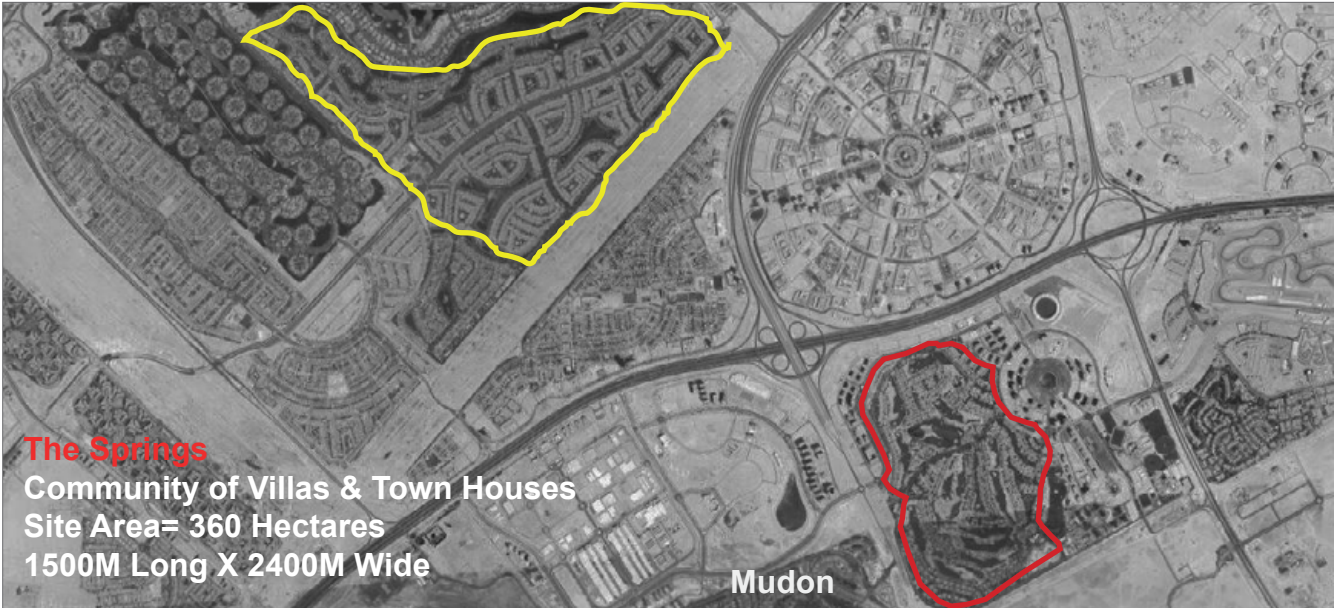 The Springs
Community of Villas & Town Houses
Site Area= 360 Hectares
1500M Long X 2400M Wide
Mudon